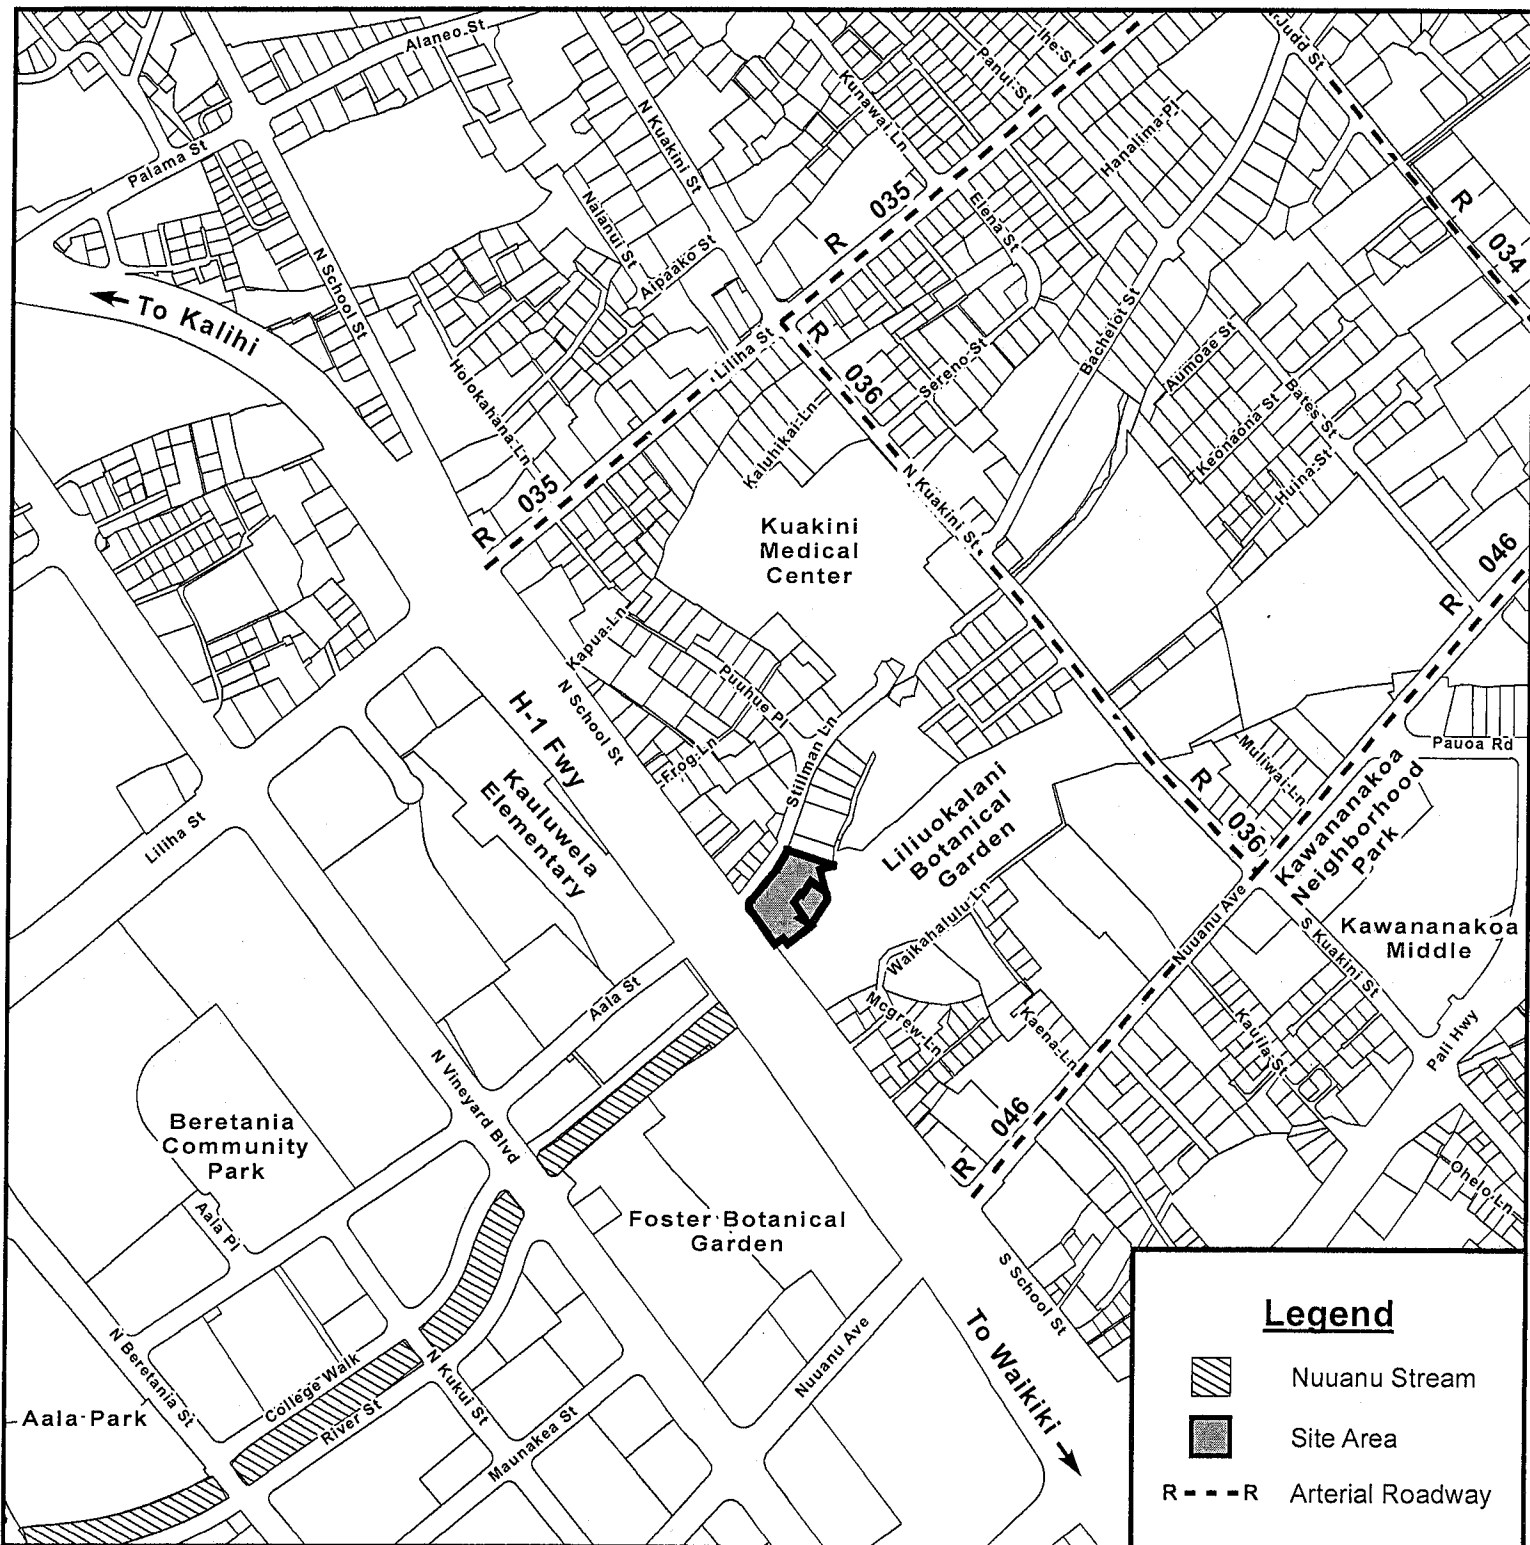 Alaneo St
Palama St
N Kuakini St
Kunawai Ln
Panui St
Ihe St
Judd St
Hanalima Pl
R
034
035
R
Elena St
Nalanui St
Aipaako St
N School St
To Kalihi
Holokahana Ln
Liliha St
R
036
Sereno St
Bachelot St
Aumoae St
Bates St
Keonaona St
Huina St
Kaluhikai Ln
N Kuakini St
035
R
Kuakini
Medical
Center
046
R
Kapua Ln
Puuhue Pl
N School St
H-1 Fwy
Frog Ln
Stillman Ln
Kauluwela
Elementary
Liliha St
Liliuokalani
Botanical
Garden
Muliwai Ln
Pauoa Rd
R
036
Kawananakoa
Neighborhood
Park
Waikahalulu Ln
Nuuanu Ave
S Kuakini St
Kawananakoa
Middle
Mcgrew Ln
Kaena Ln
Kauila St
Pali Hwy
Aala St
N Vineyard Blvd
Beretania
Community
Park
046
R
Ohelo Ln
Aala Pl
Foster Botanical
Garden
S School St
To Waikiki
Nuuanu Ave
N Beretania St
College Walk
River St
N Kukui St
Maunakea St
Aala Park
Legend
Nuuanu Stream
Site Area
R R Arterial Roadway